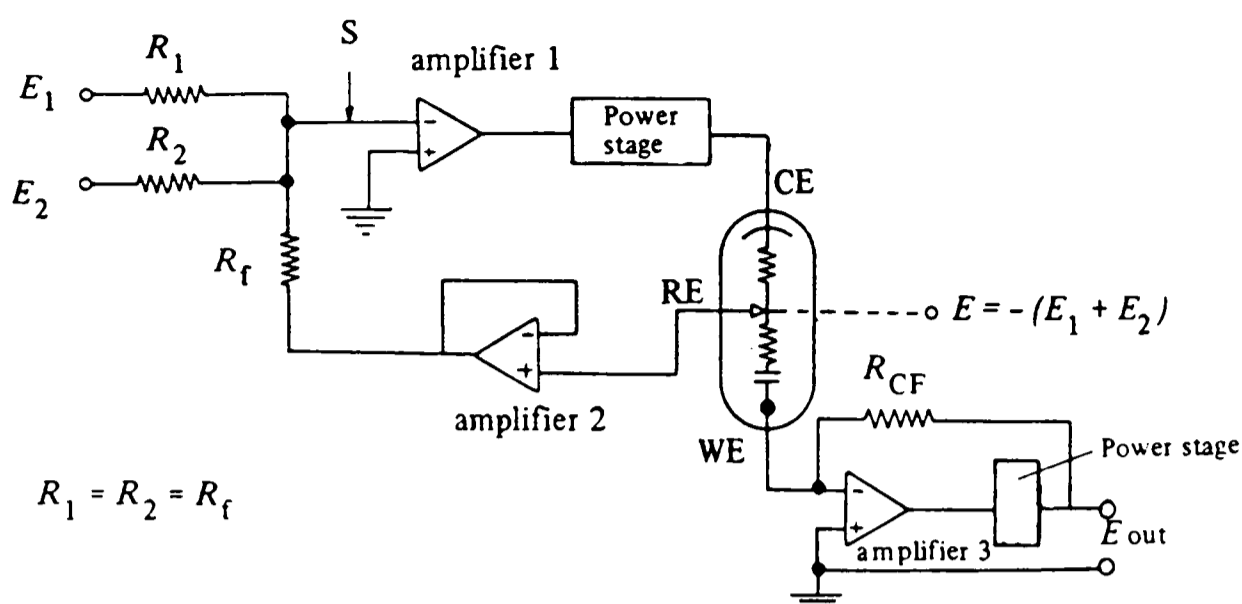 S
R1
amplifier 1
E1
Power
stage
R2
CE
E2
Rf
RE
E = - (E1 + E2)
RCF
amplifier 2
WE
Power stage
R1 = R2 = Rf
E out
amplifier 3
-
+
-
+
-
+